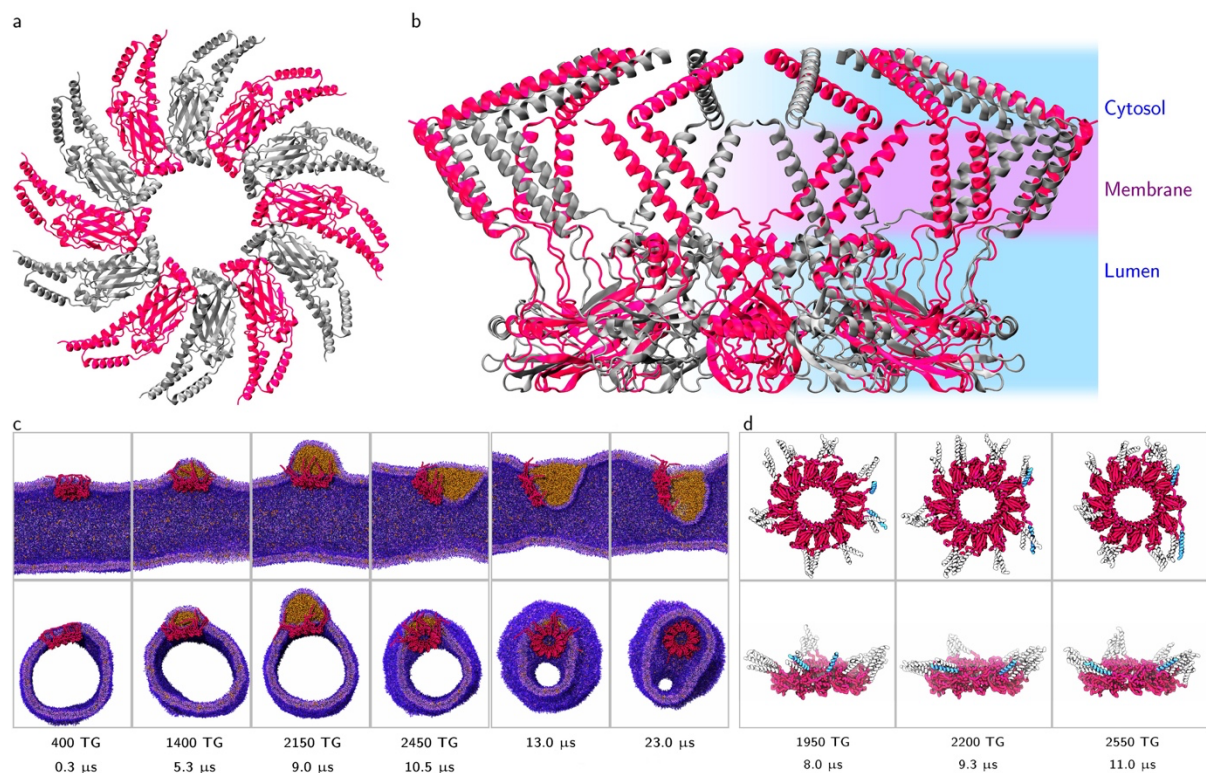 a
b
Cytosol
Membrane
Lumen
c
d
400 TG
1400 TG
2150 TG
2450 TG
13.0 μs
23.0 μs
0.3 μs
5.3 μs
9.0 μs
10.5 μs
1950 TG
2200 TG
2550 TG
8.0 μs
9.3 μs
11.0 μs